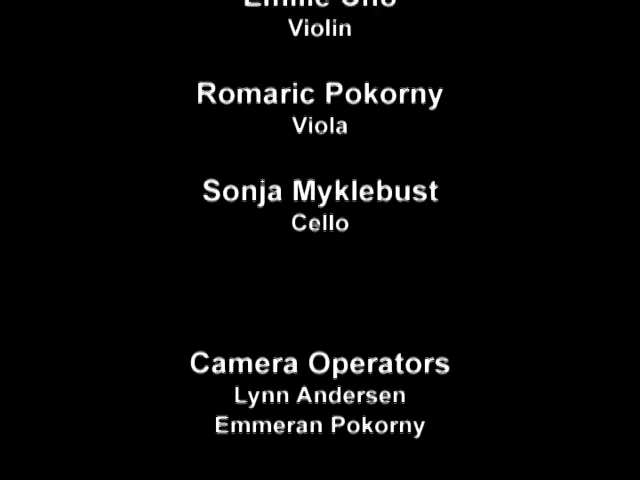 Violin
Romaric Pokorny
Viola
Sonja Myklebust
Cello
Camera Operators
Lynn Andersen
Emmeran Pokorny